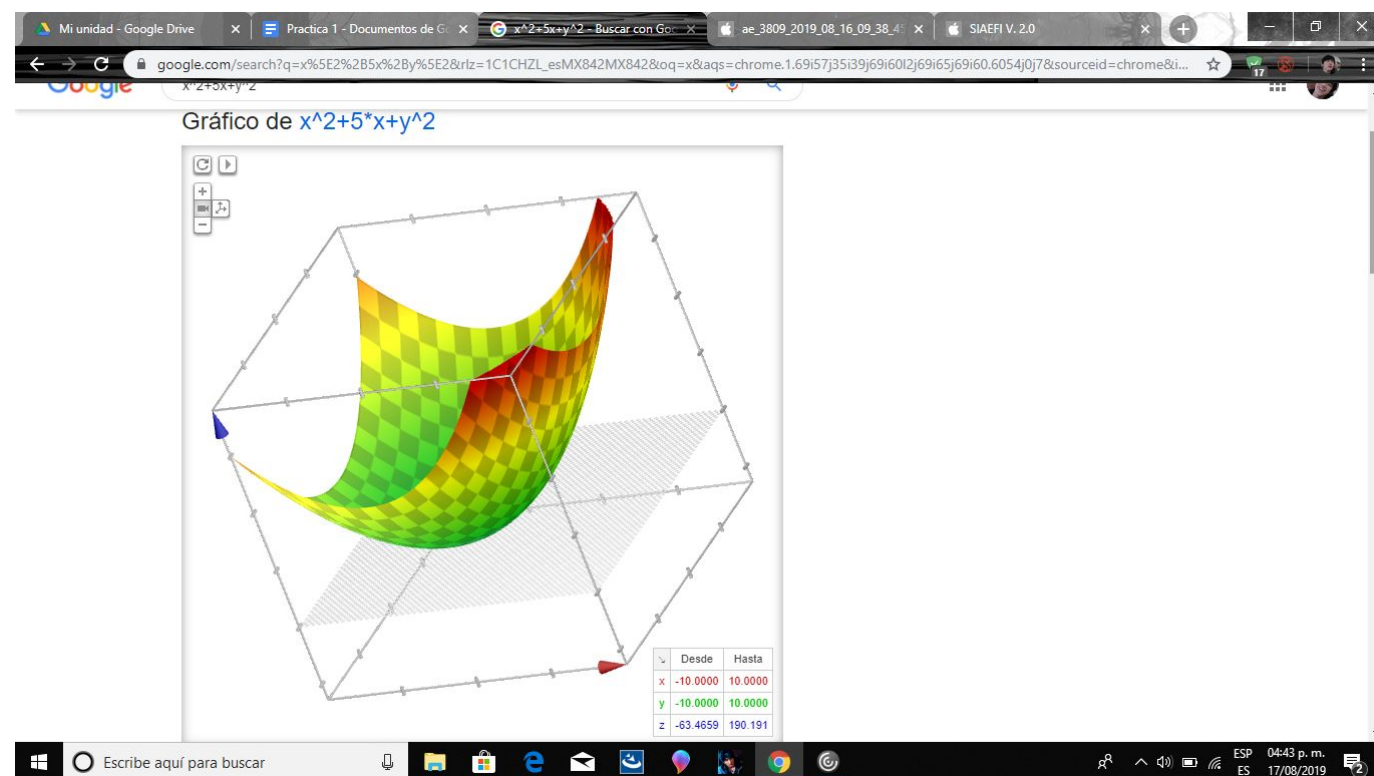 Mi unidad - Google Drive
Practica 1 - Documentos de G
x^2+5x+y^2 - Buscar con Goo
ae_3809_2019_08_16_09_38_4
SIAEFI V. 2.0
google.com/search?q=x%5E2%2B5x%2By%5E2&rlz=1C1CHZL_esMX842MX842&oq=x&aqs=chrome.1.69i57j35i39j69i60l2j69i65j69i60.6054j0j7&sourceid=chrome&i...
17
Google
x^2+5x+y^2
Gráfico de x^2+5*x+y^2
Desde Hasta
x -10.0000 10.0000
y -10.0000 10.0000
z -63.4659 190.191
Escribe aquí para buscar
ESP 04:43 p. m.
ES 17/08/2019
2